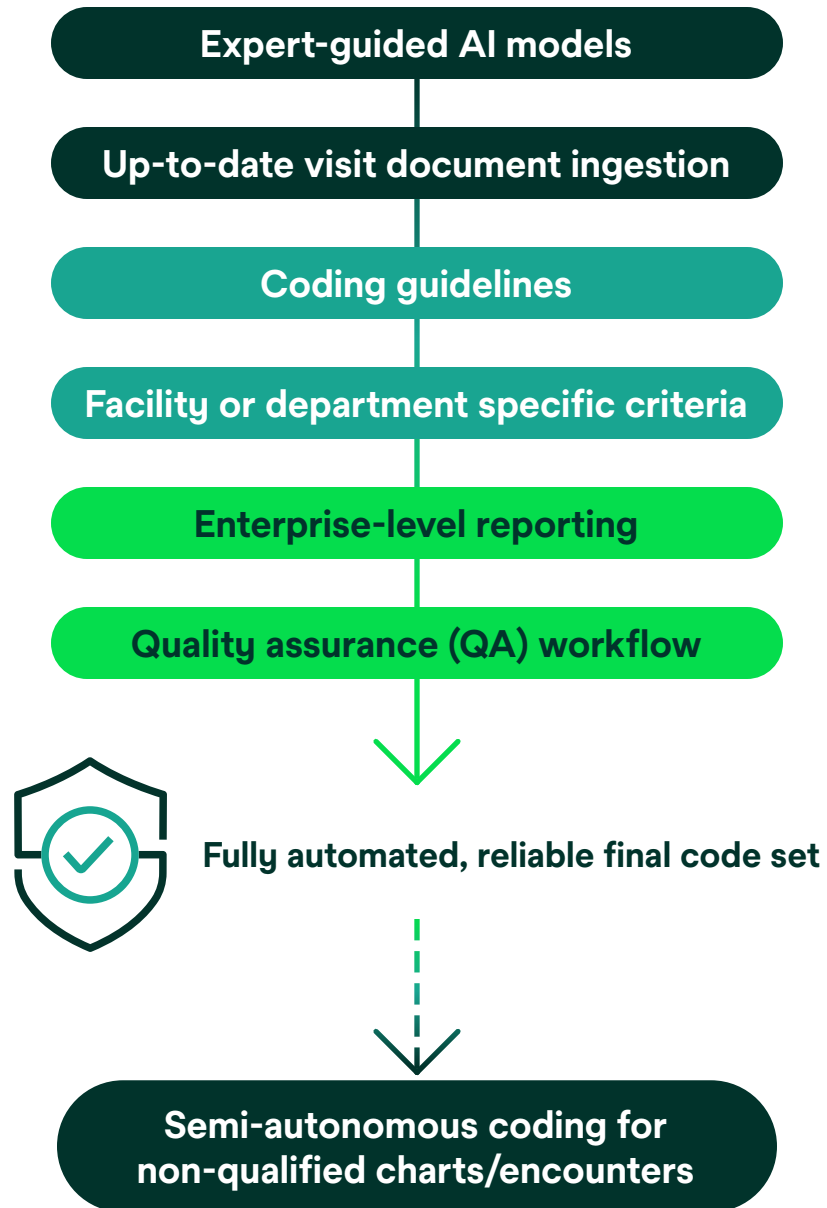 Expert-guided AI models
Up-to-date visit document ingestion
Coding guidelines
Facility or department specific criteria
Enterprise-level reporting
Quality assurance (QA) workflow
Fully automated, reliable final code set
Semi-autonomous coding for
non-qualified charts/encounters